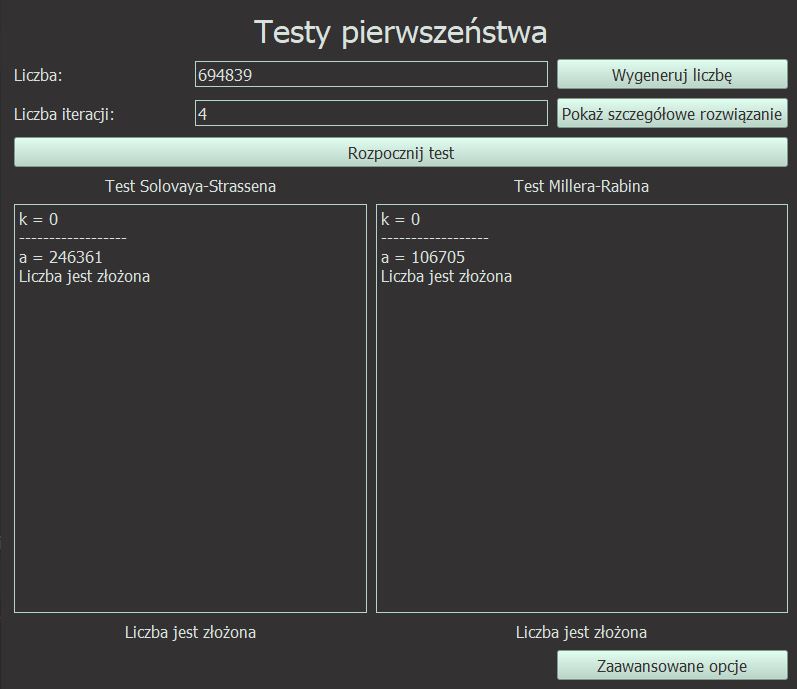 Testy pierwszeństwa
Liczba: 694839 Wygeneruj liczbę
Liczba iteracji: 4 Pokaż szczegółowe rozwiązanie
Rozpocznij test
Test Solovaya-Strassena
k = 0
------------------
a = 246361
Liczba jest złożona
Liczba jest złożona
Test Millera-Rabina
k = 0
------------------
a = 106705
Liczba jest złożona
Liczba jest złożona
Zaawansowane opcje